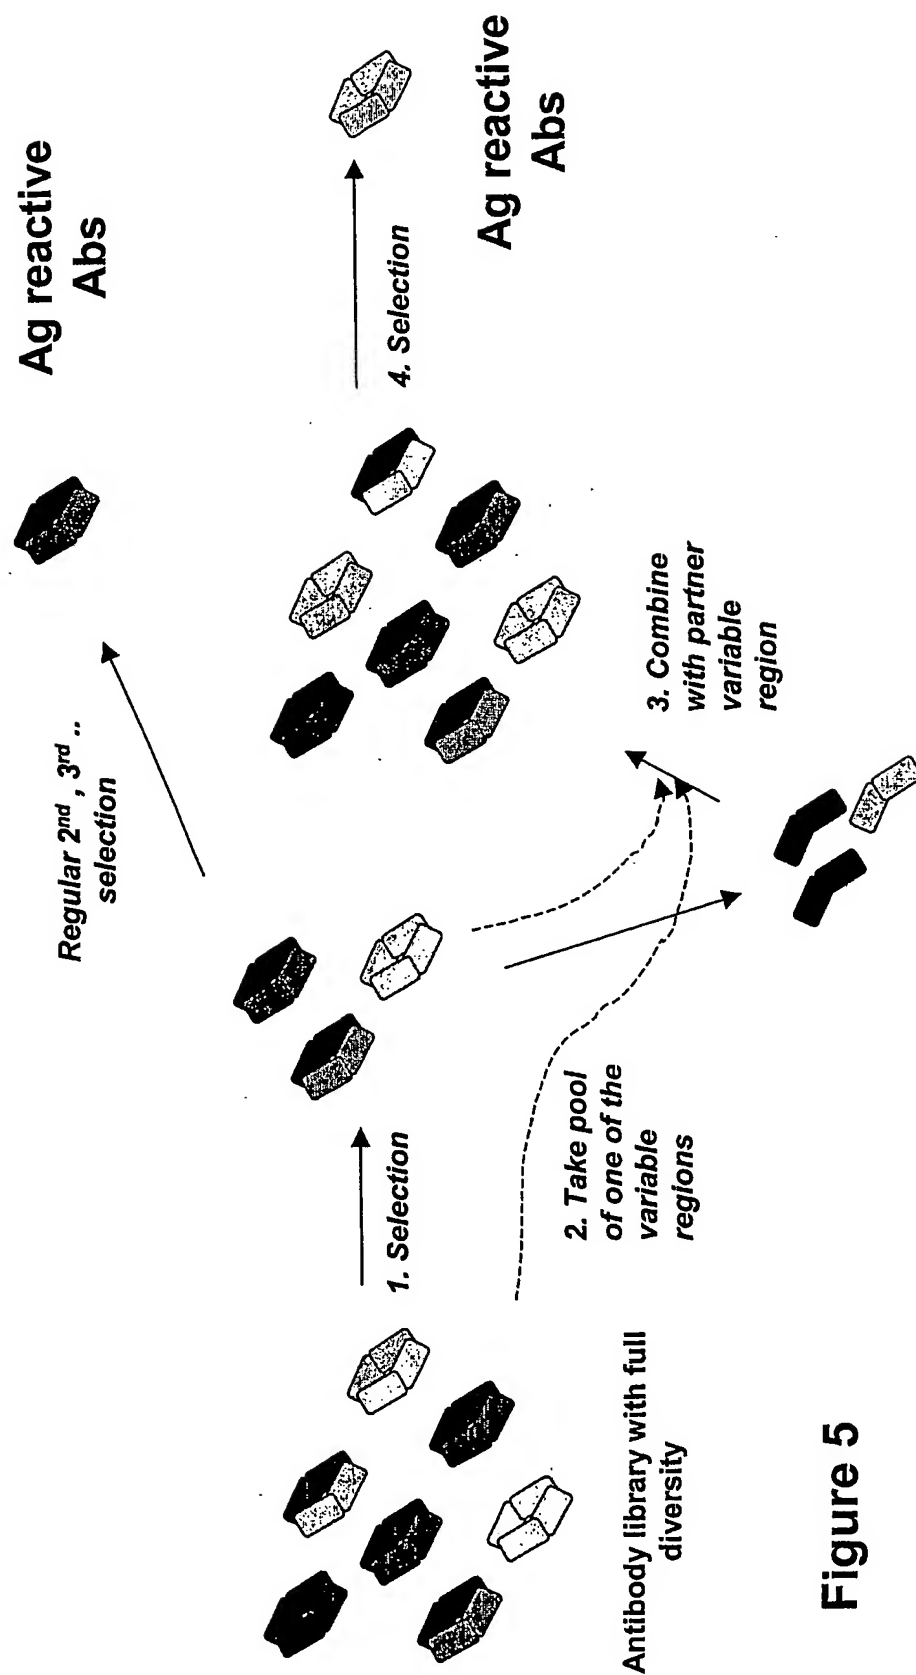 Antibody library with full
diversity
1. Selection
2. Take pool
of one of the
variable
regions
Regular 2nd , 3rd ..
selection
3. Combine
with partner
variable
region
4. Selection
Ag reactive
Abs
Ag reactive
Abs
Figure 5